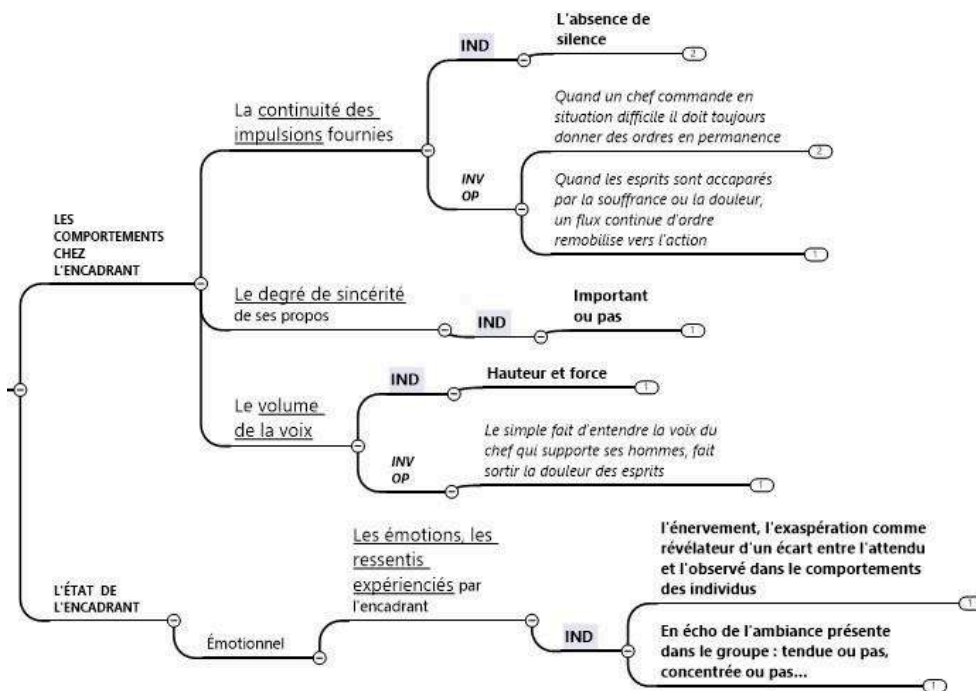 LES
COMPORTEMENTS
CHEZ
L'ENCADRANT
La continuité des
impulsions fournies
IND
L'absence de
silence
2
INV
OP
Quand un chef commande en
situation difficile il doit toujours
donner des ordres en permanence
2
Quand les esprits sont accaparés
par la souffrance ou la douleur,
un flux continue d'ordre
remobilise vers l'action
1
Le degré de sincérité
de ses propos
IND
Important
ou pas
1
Le volume
de la voix
IND
Hauteur et force
1
INV
OP
Le simple fait d'entendre la voix du
chef qui supporte ses hommes, fait
sortir la douleur des esprits
1
L'ÉTAT DE
L'ENCADRANT
Émotionnel
Les émotions, les
ressentis
expérienciés par
l'encadrant
IND
l'énervement, l'exaspération comme
révélateur d'un écart entre l'attendu
et l'observé dans le comportements
des individus
1
En écho de l'ambiance présente
dans le groupe : tendue ou pas,
concentrée ou pas...
1